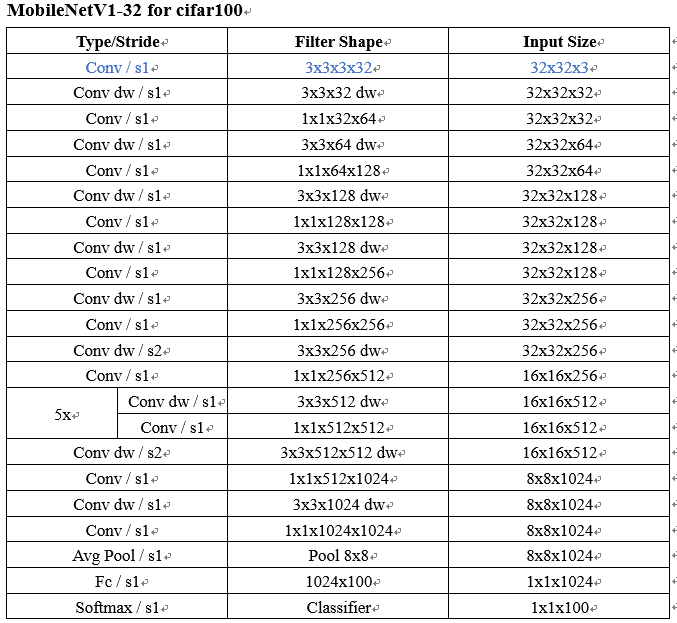 MobileNetV1-32 for cifar100↵
Type/Stride↵ Filter Shape↵ Input Size↵
Conv / s1↵ 3x3x3x32↵ 32x32x3↵
Conv dw / s1↵ 3x3x32 dw↵ 32x32x32↵
Conv / s1↵ 1x1x32x64↵ 32x32x32↵
Conv dw / s1↵ 3x3x64 dw↵ 32x32x64↵
Conv / s1↵ 1x1x64x128↵ 32x32x64↵
Conv dw / s1↵ 3x3x128 dw↵ 32x32x128↵
Conv / s1↵ 1x1x128x128↵ 32x32x128↵
Conv dw / s1↵ 3x3x128 dw↵ 32x32x128↵
Conv / s1↵ 1x1x128x256↵ 32x32x128↵
Conv dw / s1↵ 3x3x256 dw↵ 32x32x256↵
Conv / s1↵ 1x1x256x256↵ 32x32x256↵
Conv dw / s2↵ 3x3x256 dw↵ 32x32x256↵
Conv / s1↵ 1x1x256x512↵ 16x16x256↵
5x↵ Conv dw / s1↵ 3x3x512 dw↵ 16x16x512↵
Conv / s1↵ 1x1x512x512↵ 16x16x512↵
Conv dw / s2↵ 3x3x512x512 dw↵ 16x16x512↵
Conv / s1↵ 1x1x512x1024↵ 8x8x1024↵
Conv dw / s1↵ 3x3x1024 dw↵ 8x8x1024↵
Conv / s1↵ 1x1x1024x1024↵ 8x8x1024↵
Avg Pool / s1↵ Pool 8x8↵ 8x8x1024↵
Fc / s1↵ 1024x100↵ 1x1x1024↵
Softmax / s1↵ Classifier↵ 1x1x100↵